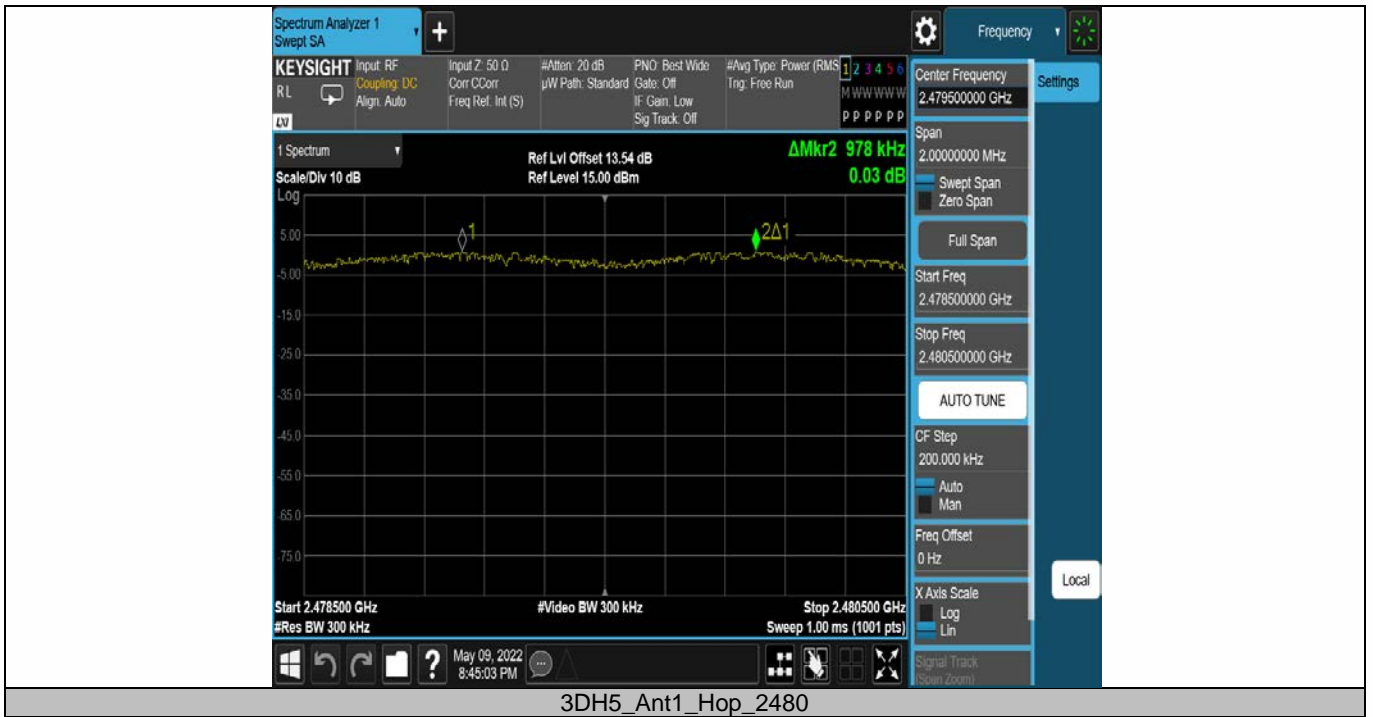 Spectrum Analyzer 1
Swept SA
+
Frequency
KEYSIGHT
RL
LXI
Input: RF
Coupling: DC
Align: Auto
Input Z: 50 Ω
Corr CCorr
Freq Ref: Int (S)
#Atten: 20 dB
µW Path: Standard
PNO: Best Wide
Gate: Off
IF Gain: Low
Sig Track: Off
#Avg Type: Power (RMS
Trig: Free Run
1 2 3 4 5 6
M W W W W W
P P P P P P
1 Spectrum
Scale/Div 10 dB
Log
Ref Lvl Offset 13.54 dB
Ref Level 15.00 dBm
ΔMkr2 978 kHz
0.03 dB
1
2Δ1
5.00
-5.00
-15.0
-25.0
-35.0
-45.0
-55.0
-65.0
-75.0
Start 2.478500 GHz
#Res BW 300 kHz
#Video BW 300 kHz
Stop 2.480500 GHz
Sweep 1.00 ms (1001 pts)
Center Frequency
2.479500000 GHz
Span
2.00000000 MHz
Swept Span
Zero Span
Full Span
Start Freq
2.478500000 GHz
Stop Freq
2.480500000 GHz
AUTO TUNE
CF Step
200.000 kHz
Auto
Man
Freq Offset
0 Hz
X Axis Scale
Log
Lin
Signal Track
(Span Zoom)
Settings
Local
?
May 09, 2022
8:45:03 PM
3DH5_Ant1_Hop_2480